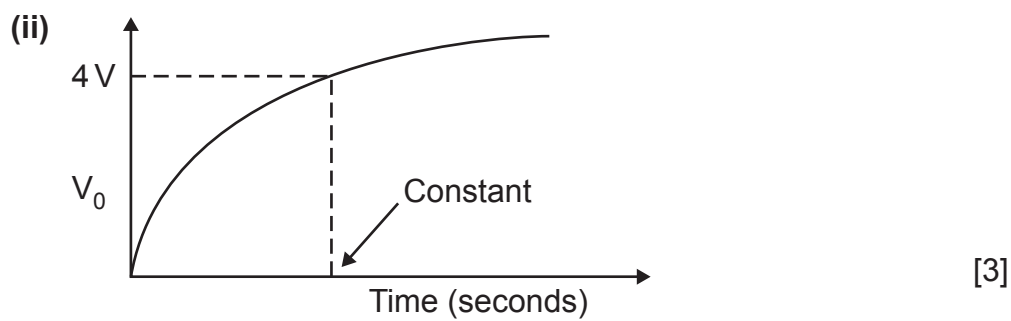 (ii)
4 V
V₀
Constant
Time (seconds)
[3]